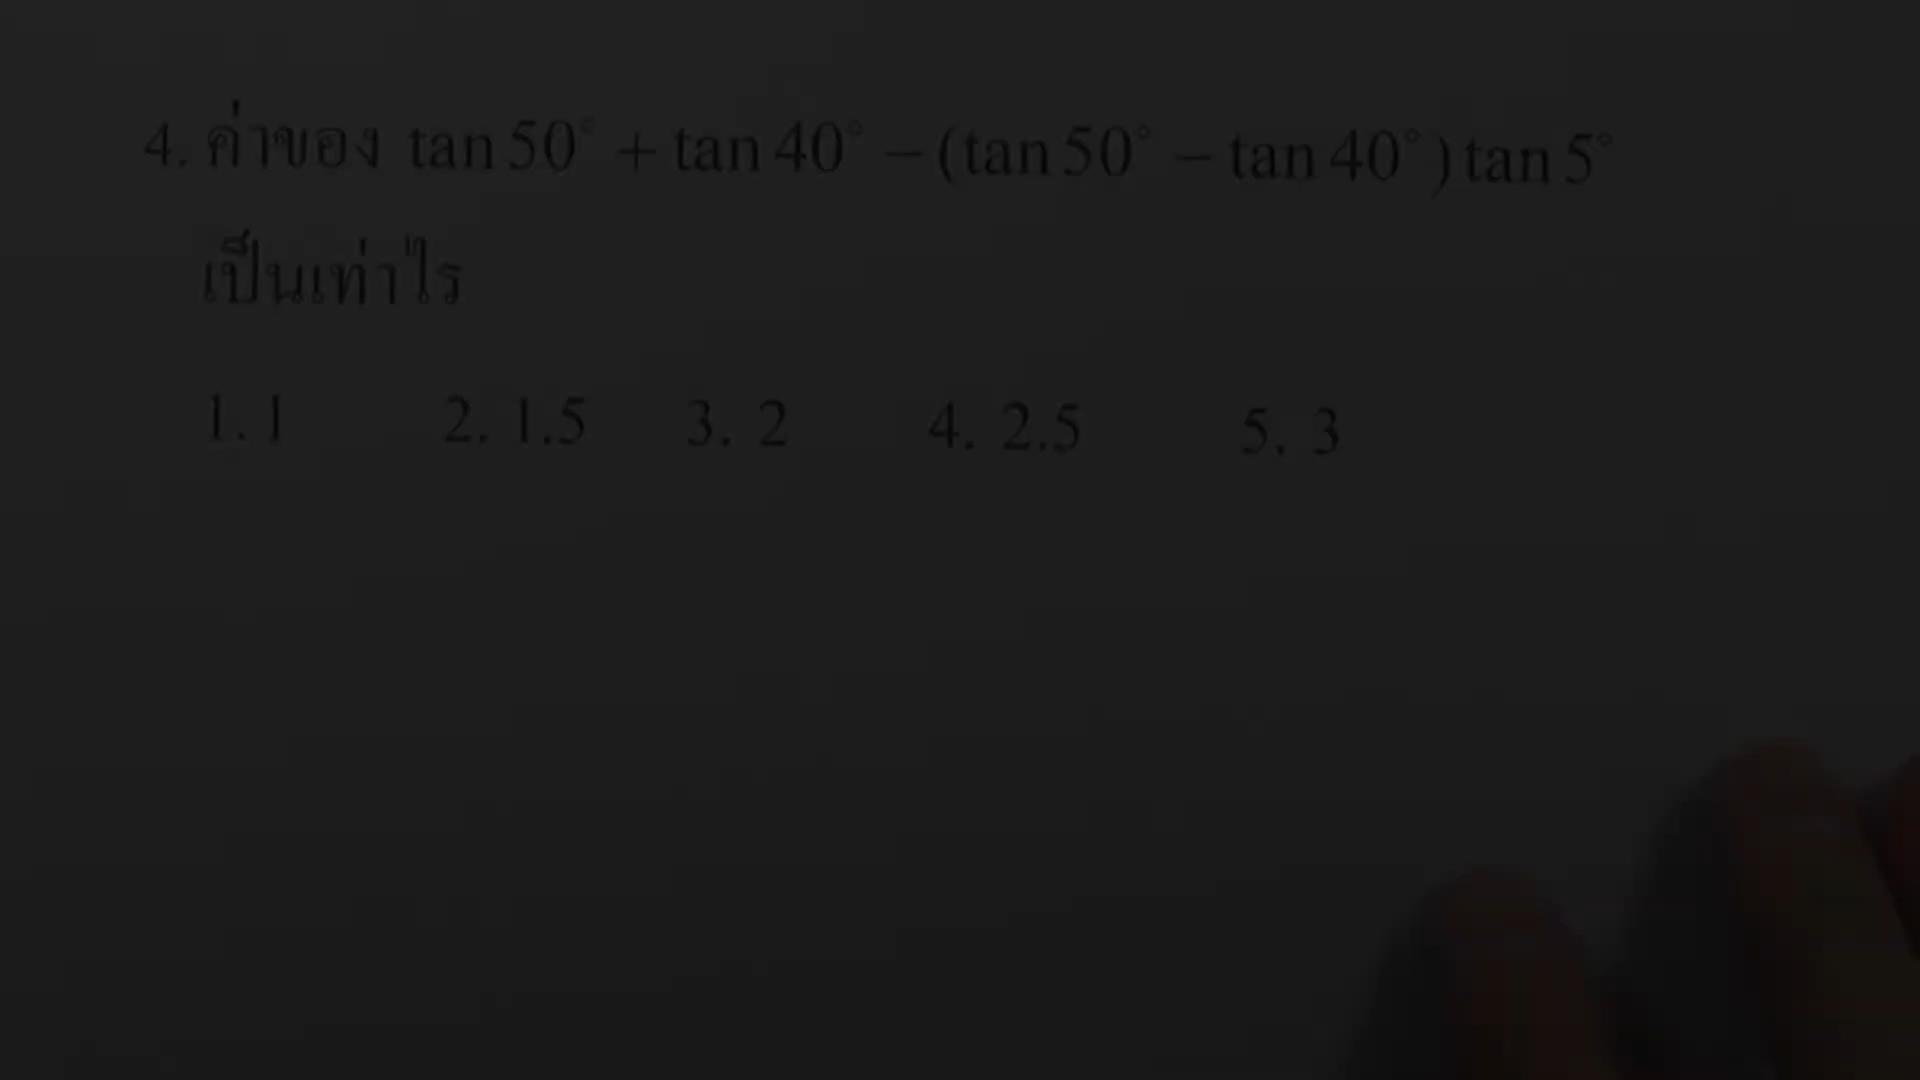 4. ค่าของ tan 50° + tan 40° − (tan 50° − tan 40°) tan 5°
เป็นเท่าไร
1. 1 2. 1.5 3. 2 4. 2.5 5. 3